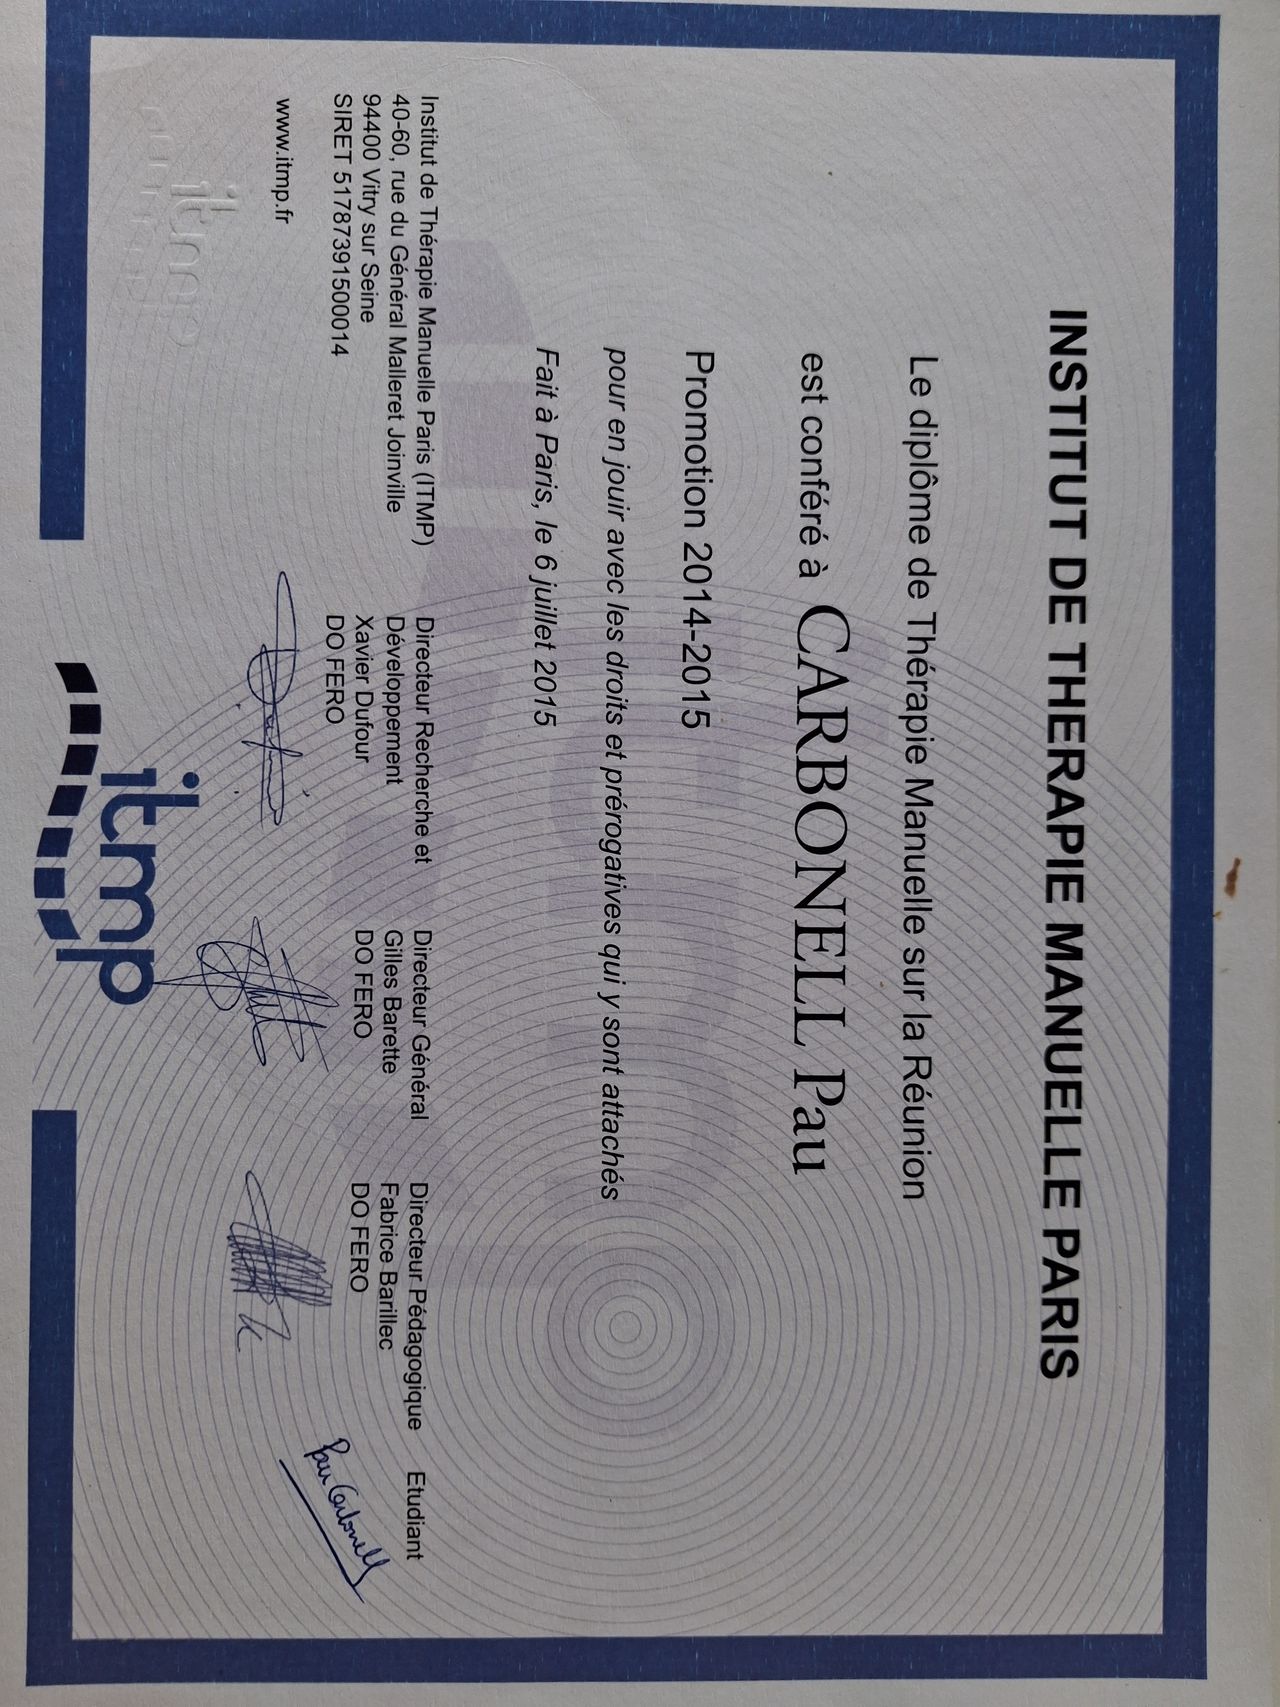 INSTITUT DE THERAPIE MANUELLE PARIS
Le diplôme de Thérapie Manuelle sur la Réunion
est conféré à CARBONELL Pau
Promotion 2014-2015
pour en jouir avec les droits et prérogatives qui y sont attachés
Fait à Paris, le 6 juillet 2015
Institut de Thérapie Manuelle Paris (ITMP)
40-60, rue du Général Malleret Joinville
94400 Vitry sur Seine
SIRET 51787391500014
www.itmp.fr
Directeur Recherche et
Développement
Xavier Dufour
DO FERO
Directeur Général
Gilles Barette
DO FERO
Directeur Pédagogique
Fabrice Barillec
DO FERO
Etudiant
Pau Carbonell
itmp
itmp